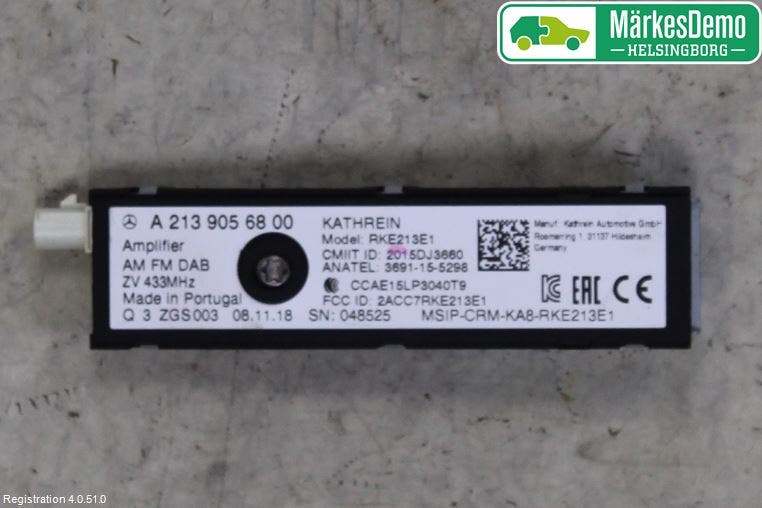 MärkesDemo
HELSINGBORG
A 213 905 68 00
Amplifier
AM FM DAB
ZV 433MHz
Made in Portugal
Q 3 ZGS003 08.11.18
KATHREIN
Model: RKE213E1
CMIIT ID: 2015DJ3660
ANATEL: 3691-15-5298
CCAE15LP3040T9
FCC ID: 2ACC7RKE213E1
SN: 048525 MSIP-CRM-KA8-RKE213E1
Manuf.: Kathrein Automotive GmbH
Roemerring 1, 31137 Hildesheim
Germany
EAC CE
Registration 4.0.51.0